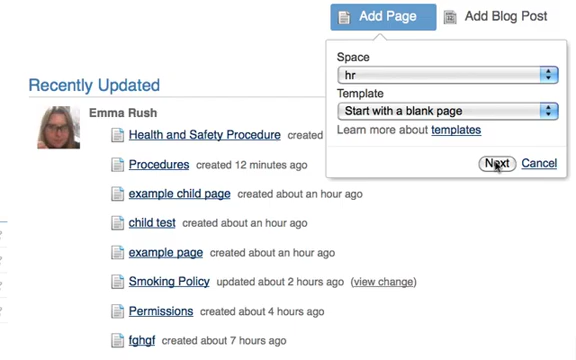 Add Page
Add Blog Post
Space
hr
Template
Start with a blank page
Learn more about templates
Next
Cancel
Recently Updated
Emma Rush
Health and Safety Procedure created
Procedures created 12 minutes ago
example child page created about an hour ago
child test created about an hour ago
example page created about an hour ago
Smoking Policy updated about 2 hours ago (view change)
Permissions created about 4 hours ago
fghgf created about 7 hours ago